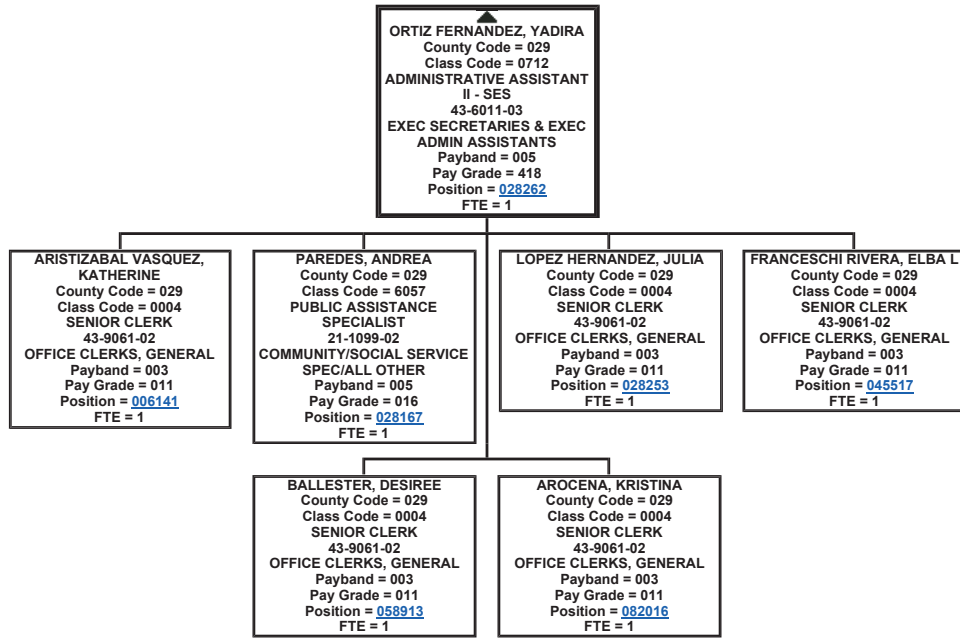 ORTIZ FERNANDEZ, YADIRA
County Code = 029
Class Code = 0712
ADMINISTRATIVE ASSISTANT
II - SES
43-6011-03
EXEC SECRETARIES & EXEC
ADMIN ASSISTANTS
Payband = 005
Pay Grade = 418
Position = 028262
FTE = 1
ARISTIZABAL VASQUEZ,
KATHERINE
County Code = 029
Class Code = 0004
SENIOR CLERK
43-9061-02
OFFICE CLERKS, GENERAL
Payband = 003
Pay Grade = 011
Position = 006141
FTE = 1
PAREDES, ANDREA
County Code = 029
Class Code = 6057
PUBLIC ASSISTANCE
SPECIALIST
21-1099-02
COMMUNITY/SOCIAL SERVICE
SPEC/ALL OTHER
Payband = 005
Pay Grade = 016
Position = 028167
FTE = 1
LOPEZ HERNANDEZ, JULIA
County Code = 029
Class Code = 0004
SENIOR CLERK
43-9061-02
OFFICE CLERKS, GENERAL
Payband = 003
Pay Grade = 011
Position = 028253
FTE = 1
FRANCESCHI RIVERA, ELBA L
County Code = 029
Class Code = 0004
SENIOR CLERK
43-9061-02
OFFICE CLERKS, GENERAL
Payband = 003
Pay Grade = 011
Position = 045517
FTE = 1
BALLESTER, DESIREE
County Code = 029
Class Code = 0004
SENIOR CLERK
43-9061-02
OFFICE CLERKS, GENERAL
Payband = 003
Pay Grade = 011
Position = 058913
FTE = 1
AROCENA, KRISTINA
County Code = 029
Class Code = 0004
SENIOR CLERK
43-9061-02
OFFICE CLERKS, GENERAL
Payband = 003
Pay Grade = 011
Position = 082016
FTE = 1